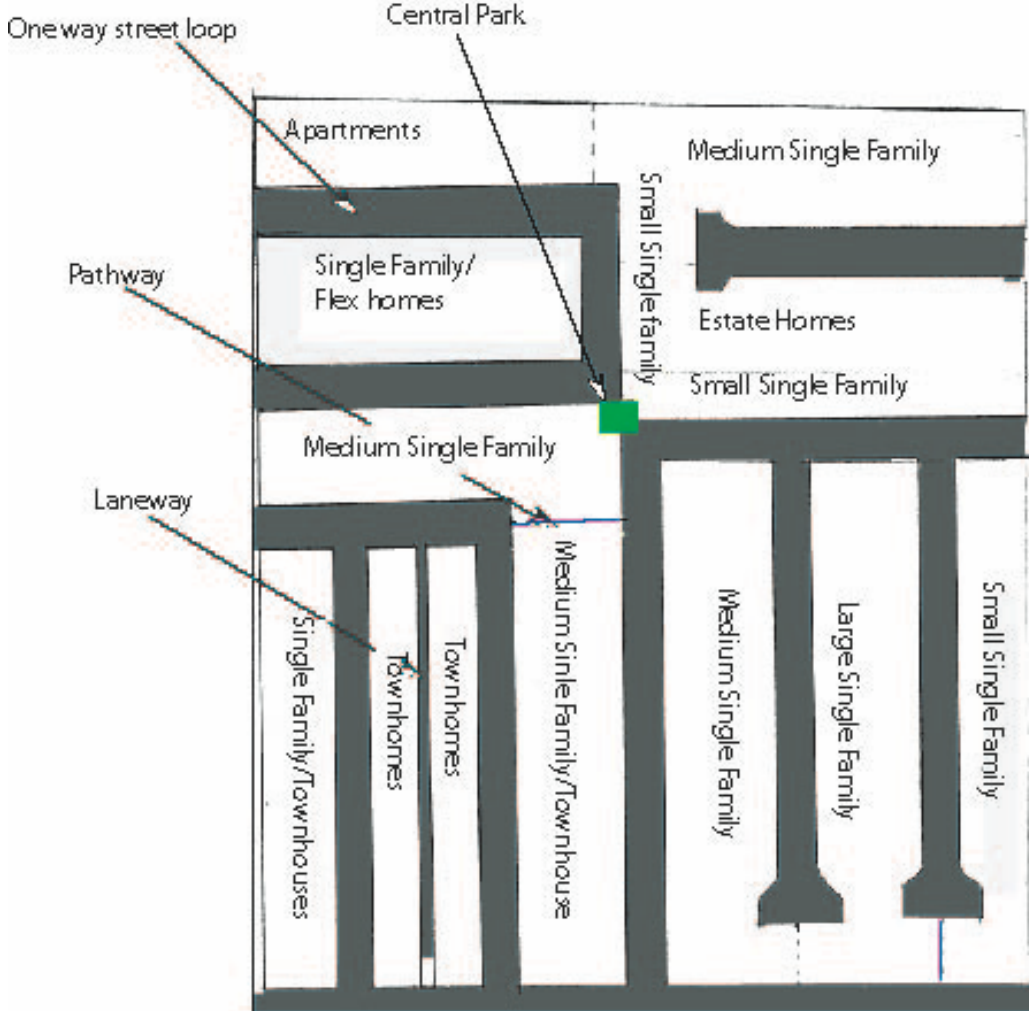 Central Park
Oneway street loop
Apartments
Medium Single Family
Small Single family
Pathway
Single Family/
Flex homes
Estate Homes
Small Single Family
Medium Single Family
Laneway
Single Family/Townhouses
Townhomes
Townhomes
Medium Sinle Family/Townhouse
Medium Single Family
Large Single Family
Small Single Family